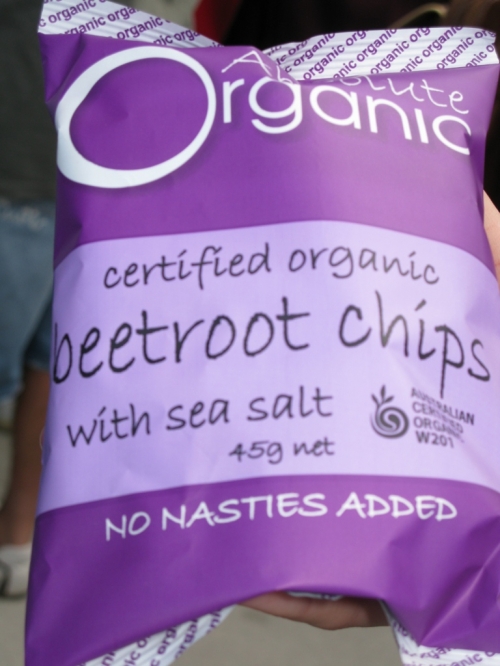 Absolute
Organic
certified organic
beetroot chips
with sea salt
45g net
AUSTRALIAN
CERTIFIED
ORGANIC
W201
NO NASTIES ADDED